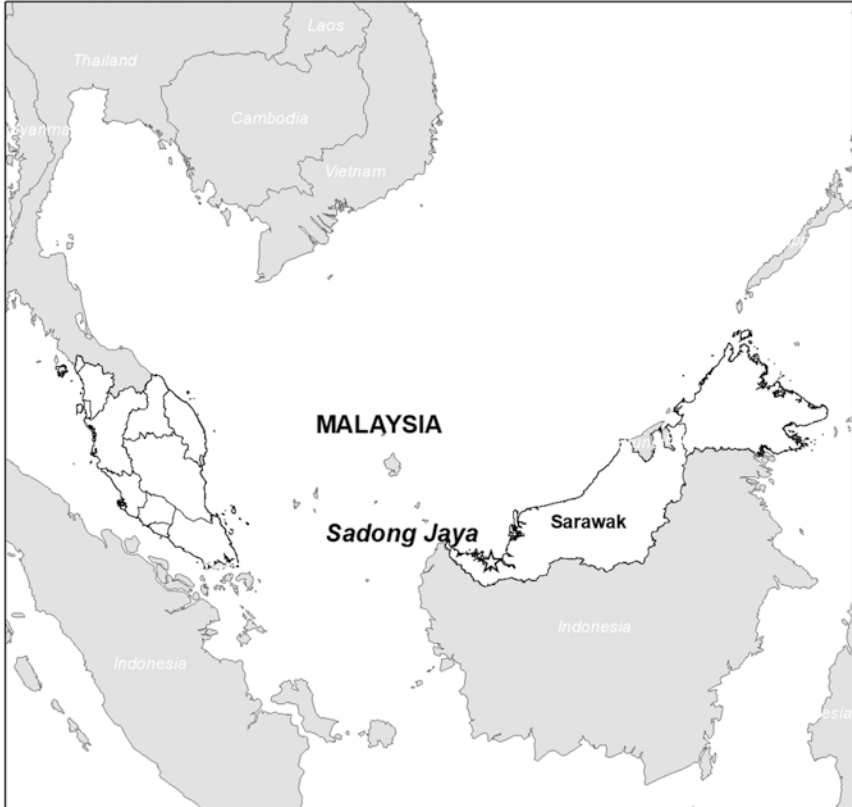 Laos
Thailand
Cambodia
Vietnam
MALAYSIA
Sadong Jaya
Sarawak
Indonesia
Indonesia